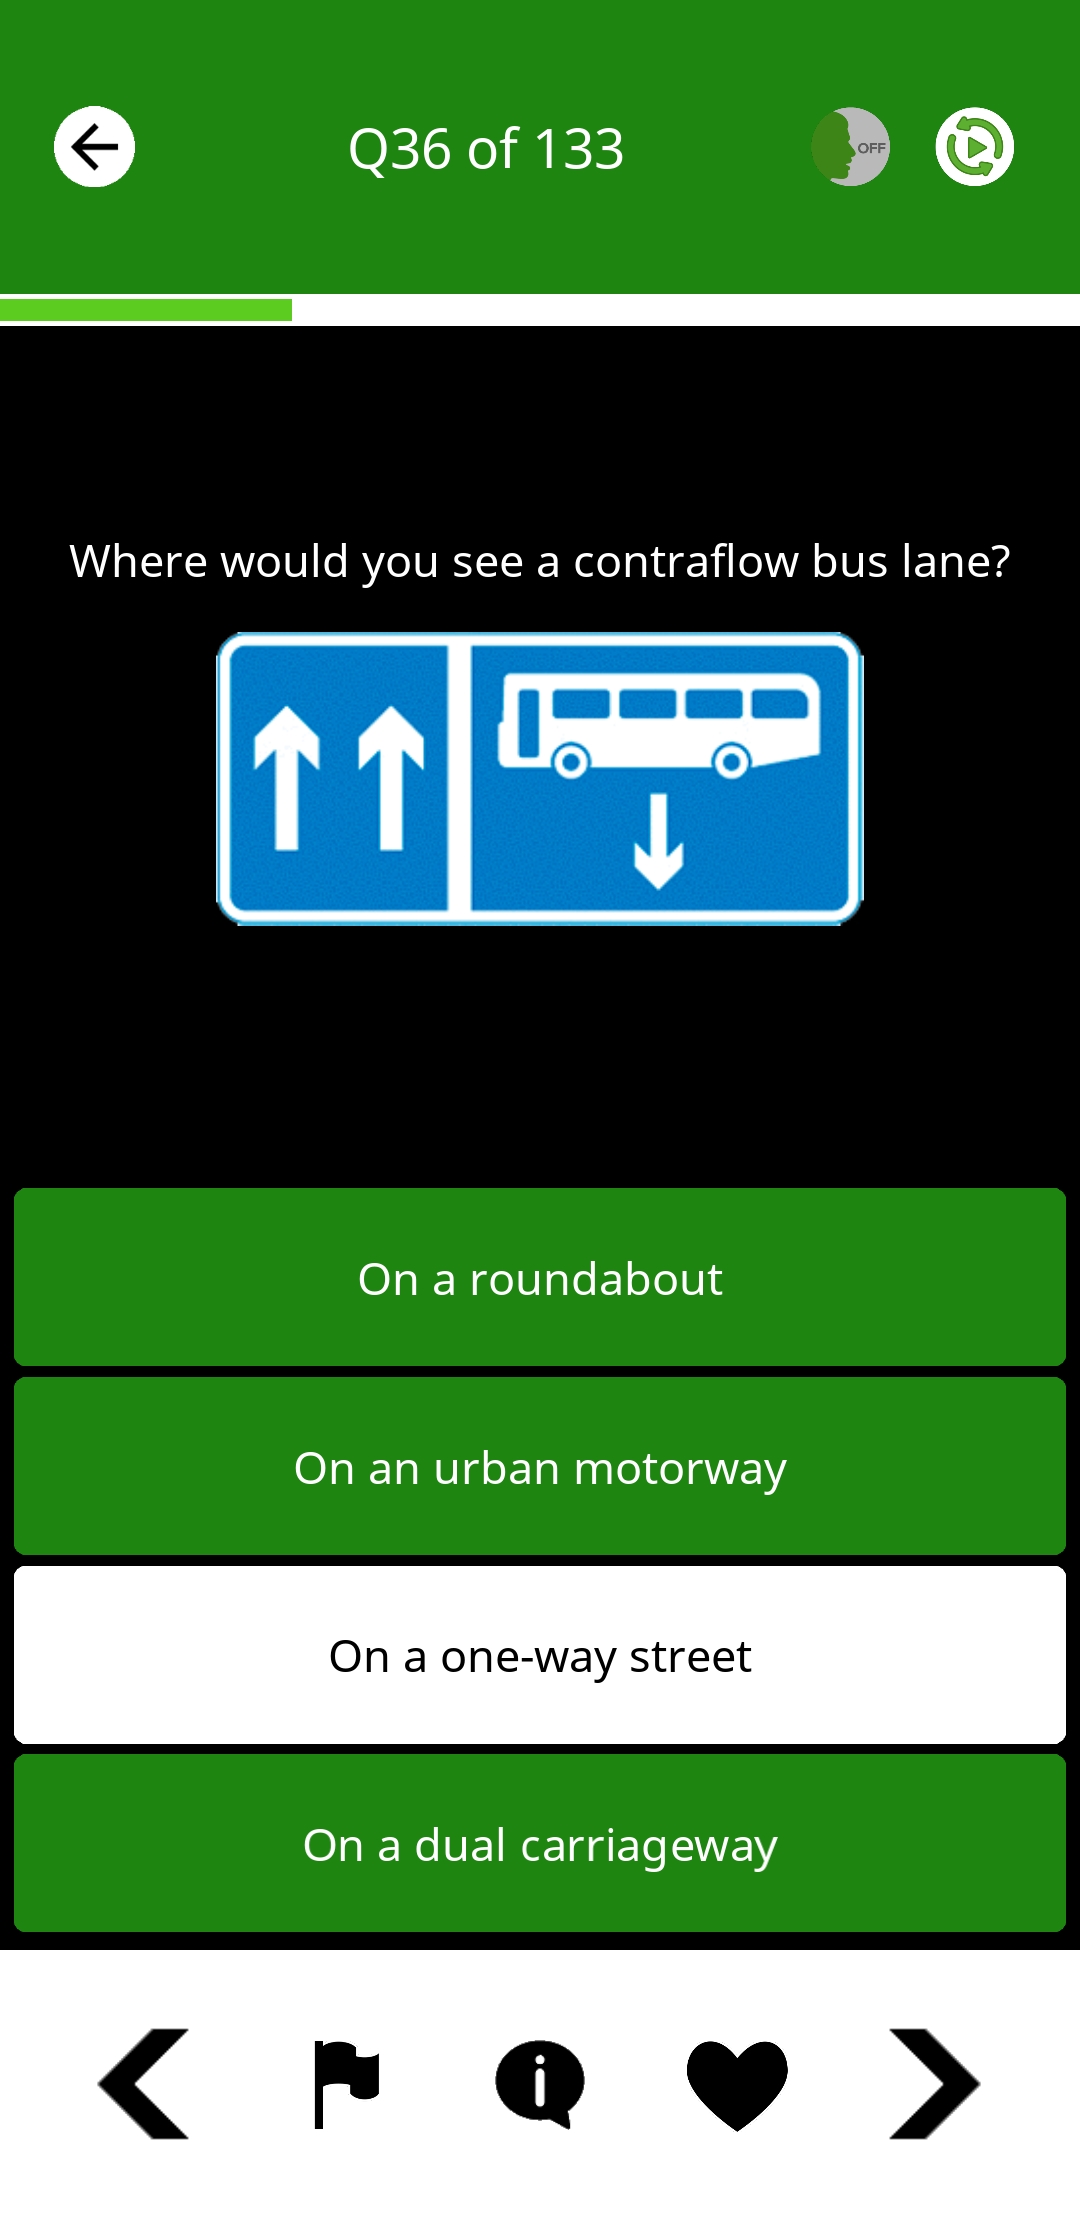 Q36 of 133
OFF
Where would you see a contraflow bus lane?
On a roundabout
On an urban motorway
On a one-way street
On a dual carriageway